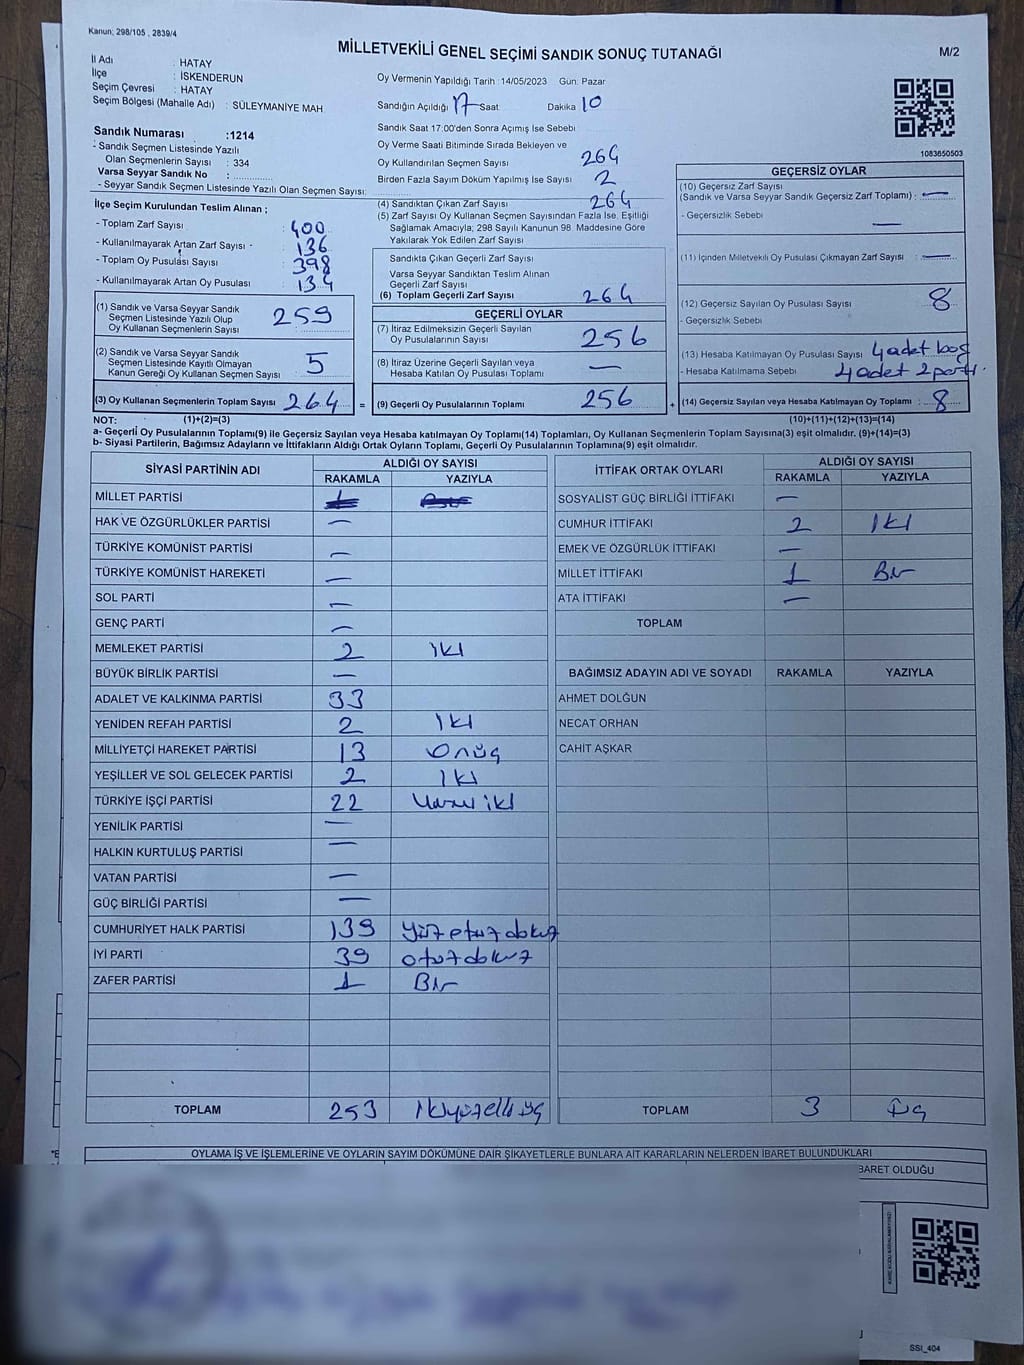 Kanun; 298/105 , 2839/4
MİLLETVEKİLİ GENEL SEÇİMİ SANDIK SONUÇ TUTANAĞI
M/2
İl Adı : HATAY
İlçe : İSKENDERUN
Seçim Çevresi : HATAY
Seçim Bölgesi (Mahalle Adı) : SÜLEYMANİYE MAH.
Oy Vermenin Yapıldığı Tarih : 14/05/2023 Gün: Pazar
Sandığın Açıldığı 17 Saat Dakika 10
Sandık Saat 17:00'den Sonra Açımış İse Sebebi
Oy Verme Saati Bitiminde Sırada Bekleyen ve
Oy Kullandırılan Seçmen Sayısı 264
Birden Fazla Sayım Döküm Yapılmış İse Sayısı 2
Sandık Numarası :1214
- Sandık Seçmen Listesinde Yazılı
Olan Seçmenlerin Sayısı : 334
Varsa Seyyar Sandık No :
- Seyyar Sandık Seçmen Listesinde Yazılı Olan Seçmen Sayısı:
1083650503
İlçe Seçim Kurulundan Teslim Alınan ;
- Toplam Zarf Sayısı 400
- Kullanılmayarak Artan Zarf Sayısı - 136
- Toplam Oy Pusulası Sayısı 398
- Kullanılmayarak Artan Oy Pusulası 134
(1) Sandık ve Varsa Seyyar Sandık
Seçmen Listesinde Yazılı Olup
Oy Kullanan Seçmenlerin Sayısı 259
(2) Sandık ve Varsa Seyyar Sandık
Seçmen Listesinde Kayıtlı Olmayan
Kanun Gereği Oy Kullanan Seçmen Sayısı 5
(3) Oy Kullanan Seçmenlerin Toplam Sayısı 264 =
(4) Sandıktan Çıkan Zarf Sayısı 264
(5) Zarf Sayısı Oy Kullanan Seçmen Sayısından Fazla İse, Eşitliği
Sağlamak Amacıyla; 298 Sayılı Kanunun 98. Maddesine Göre
Yakılarak Yok Edilen Zarf Sayısı
Sandıkta Çıkan Geçerli Zarf Sayısı
Varsa Seyyar Sandıktan Teslim Alınan
Geçerli Zarf Sayısı
(6) Toplam Geçerli Zarf Sayısı 264
GEÇERLİ OYLAR
(7) İtiraz Edilmeksizin Geçerli Sayılan
Oy Pusulalarının Sayısı 256
(8) İtiraz Üzerine Geçerli Sayılan veya
Hesaba Katılan Oy Pusulası Toplamı —
(9) Geçerli Oy Pusulalarının Toplamı 256 +
GEÇERSİZ OYLAR
(10) Geçersiz Zarf Sayısı
(Sandık ve Varsa Seyyar Sandık Geçersiz Zarf Toplamı) : —
- Geçersizlik Sebebi —
(11) İçinden Milletvekili Oy Pusulası Çıkmayan Zarf Sayısı : —
(12) Geçersiz Sayılan Oy Pusulası Sayısı 8
- Geçersizlik Sebebi
(13) Hesaba Katılmayan Oy Pusulası Sayısı 4 adet boş
- Hesaba Katılmama Sebebi 4 adet 2 parti
(14) Geçersiz Sayılan veya Hesaba Katılmayan Oy Toplamı : 8
NOT: (1)+(2)=(3) (10)+(11)+(12)+(13)=(14)
a- Geçerli Oy Pusulalarının Toplamı(9) ile Geçersiz Sayılan veya Hesaba katılmayan Oy Toplamı(14) Toplamları, Oy Kullanan Seçmenlerin Toplam Sayısına(3) eşit olmalıdır. (9)+(14)=(3)
b- Siyasi Partilerin, Bağımsız Adayların ve İttifakların Aldığı Ortak Oyların Toplamı, Geçerli Oy Pusulalarının Toplamına(9) eşit olmalıdır.
SİYASİ PARTİNİN ADI ALDIĞI OY SAYISI
RAKAMLA YAZIYLA
MİLLET PARTİSİ
HAK VE ÖZGÜRLÜKLER PARTİSİ —
TÜRKİYE KOMÜNİST PARTİSİ —
TÜRKİYE KOMÜNİST HAREKETİ —
SOL PARTİ —
GENÇ PARTİ —
MEMLEKET PARTİSİ 2 iki
BÜYÜK BİRLİK PARTİSİ —
ADALET VE KALKINMA PARTİSİ 33
YENİDEN REFAH PARTİSİ 2 iki
MİLLİYETÇİ HAREKET PARTİSİ 13 onüç
YEŞİLLER VE SOL GELECEK PARTİSİ 2 iki
TÜRKİYE İŞÇİ PARTİSİ 22 yirmi iki
YENİLİK PARTİSİ —
HALKIN KURTULUŞ PARTİSİ —
VATAN PARTİSİ —
GÜÇ BİRLİĞİ PARTİSİ —
CUMHURİYET HALK PARTİSİ 139 yüz otuz dokuz
İYİ PARTİ 39 otuz dokuz
ZAFER PARTİSİ 1 Bir
TOPLAM 253 ikiyüzelli üç
İTTİFAK ORTAK OYLARI ALDIĞI OY SAYISI
RAKAMLA YAZIYLA
SOSYALİST GÜÇ BİRLİĞİ İTTİFAKI —
CUMHUR İTTİFAKI 2 iki
EMEK VE ÖZGÜRLÜK İTTİFAKI —
MİLLET İTTİFAKI 1 Bir
ATA İTTİFAKI —
TOPLAM
BAĞIMSIZ ADAYIN ADI VE SOYADI RAKAMLA YAZIYLA
AHMET DOLĞUN
NECAT ORHAN
CAHİT AŞKAR
TOPLAM 3 Üç
OYLAMA İŞ VE İŞLEMLERİNE VE OYLARIN SAYIM DÖKÜMÜNE DAİR ŞİKAYETLERLE BUNLARA AİT KARARLARIN NELERDEN İBARET BULUNDUKLARI
BARET OLDUĞU
SSI_404